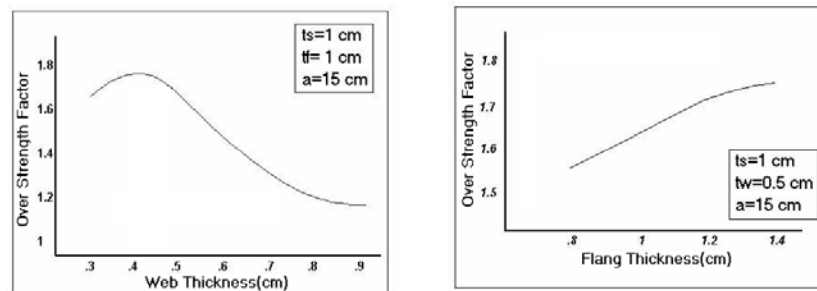 Over Strength Factor
1.8
1.6
1.4
1.2
1
ts=1 cm
tf= 1 cm
a=15 cm
.3 .4 .5 .6 .7 .8 .9
Web Thickness(cm)
Over Strength Factor
1.8
1.7
1.6
1.5
ts=1 cm
tw=0.5 cm
a=15 cm
.8 1 1.2 1.4
Flang Thickness(cm)